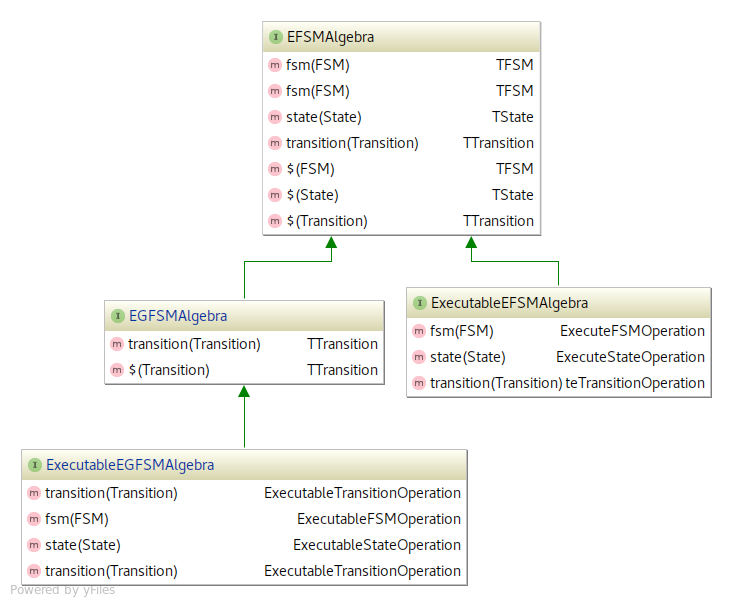 I EFSMAlgebra
m fsm(FSM) TFSM
m fsm(FSM) TFSM
m state(State) TState
m transition(Transition) TTransition
m $(FSM) TFSM
m $(State) TState
m $(Transition) TTransition
I EGFSMAlgebra
m transition(Transition) TTransition
m $(Transition) TTransition
I ExecutableEFSMAlgebra
m fsm(FSM) ExecuteFSMOperation
m state(State) ExecuteStateOperation
m transition(Transition) teTransitionOperation
I ExecutableEGFSMAlgebra
m transition(Transition) ExecutableTransitionOperation
m fsm(FSM) ExecutableFSMOperation
m state(State) ExecutableStateOperation
m transition(Transition) ExecutableTransitionOperation
Powered by yFiles